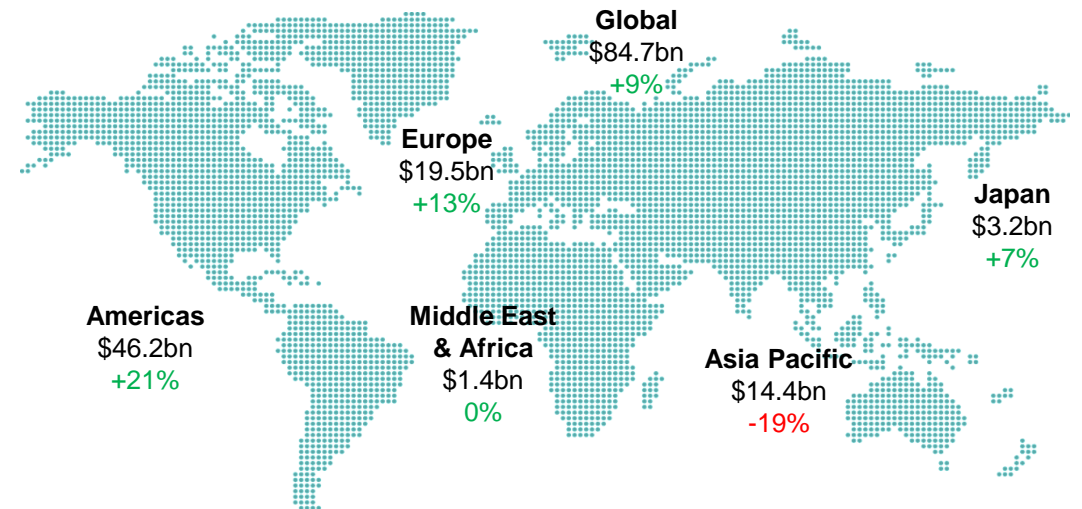 Global
$84.7bn
+9%
Europe
$19.5bn
+13%
Japan
$3.2bn
+7%
Americas
$46.2bn
+21%
Middle East
& Africa
$1.4bn
0%
Asia Pacific
$14.4bn
-19%